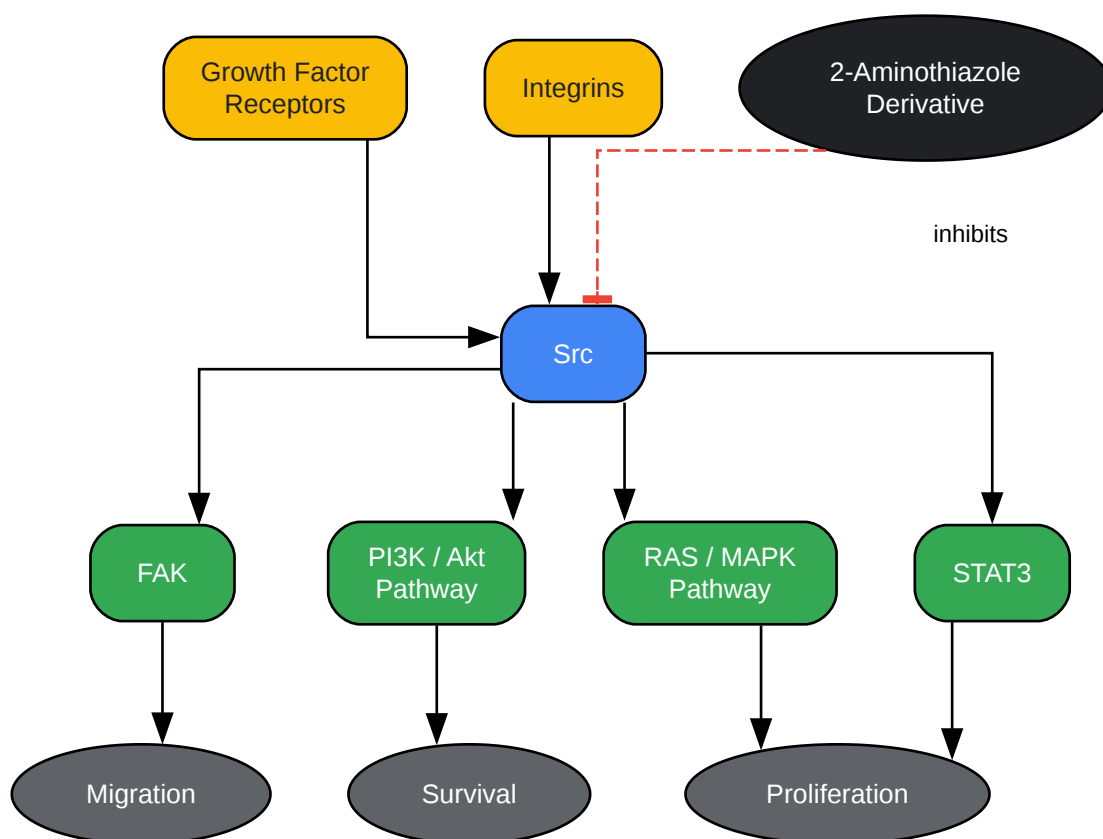 Growth Factor
Receptors
Integrins
2-Aminothiazole
Derivative
inhibits
Src
FAK
PI3K / Akt
Pathway
RAS / MAPK
Pathway
STAT3
Migration
Survival
Proliferation